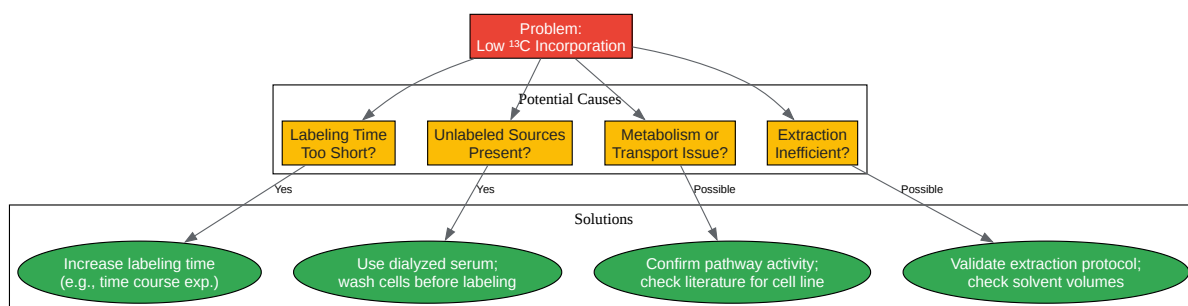 Problem:
Low ¹³C Incorporation
Potential Causes
Labeling Time
Too Short?
Unlabeled Sources
Present?
Metabolism or
Transport Issue?
Extraction
Inefficient?
Yes
Yes
Possible
Possible
Solutions
Increase labeling time
(e.g., time course exp.)
Use dialyzed serum;
wash cells before labeling
Confirm pathway activity;
check literature for cell line
Validate extraction protocol;
check solvent volumes